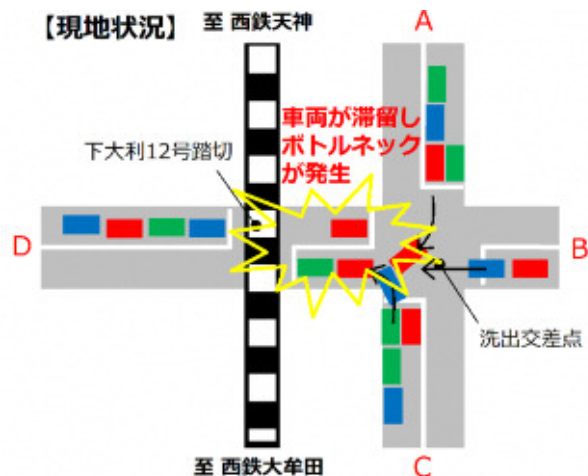 【現地状況】
至 西鉄天神
A
車両が滞留し
ボトルネック
が発生
下大利12号踏切
D
B
洗出交差点
C
至 西鉄大牟田